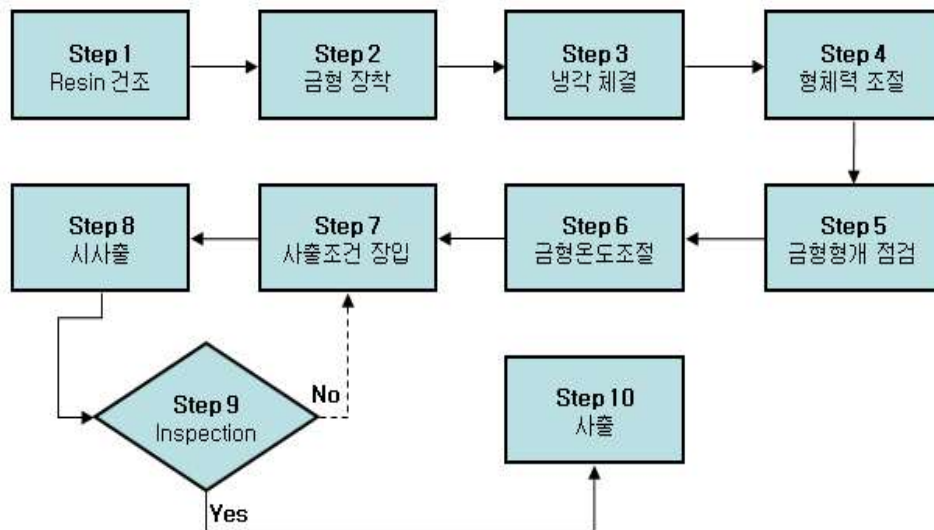 Step 1
Resin 건조
Step 2
금형 장착
Step 3
냉각 체결
Step 4
형체력 조절
Step 5
금형형개 점검
Step 6
금형온도조절
Step 7
사출조건 장입
Step 8
시사출
Step 9
Inspection
No
Yes
Step 10
사출